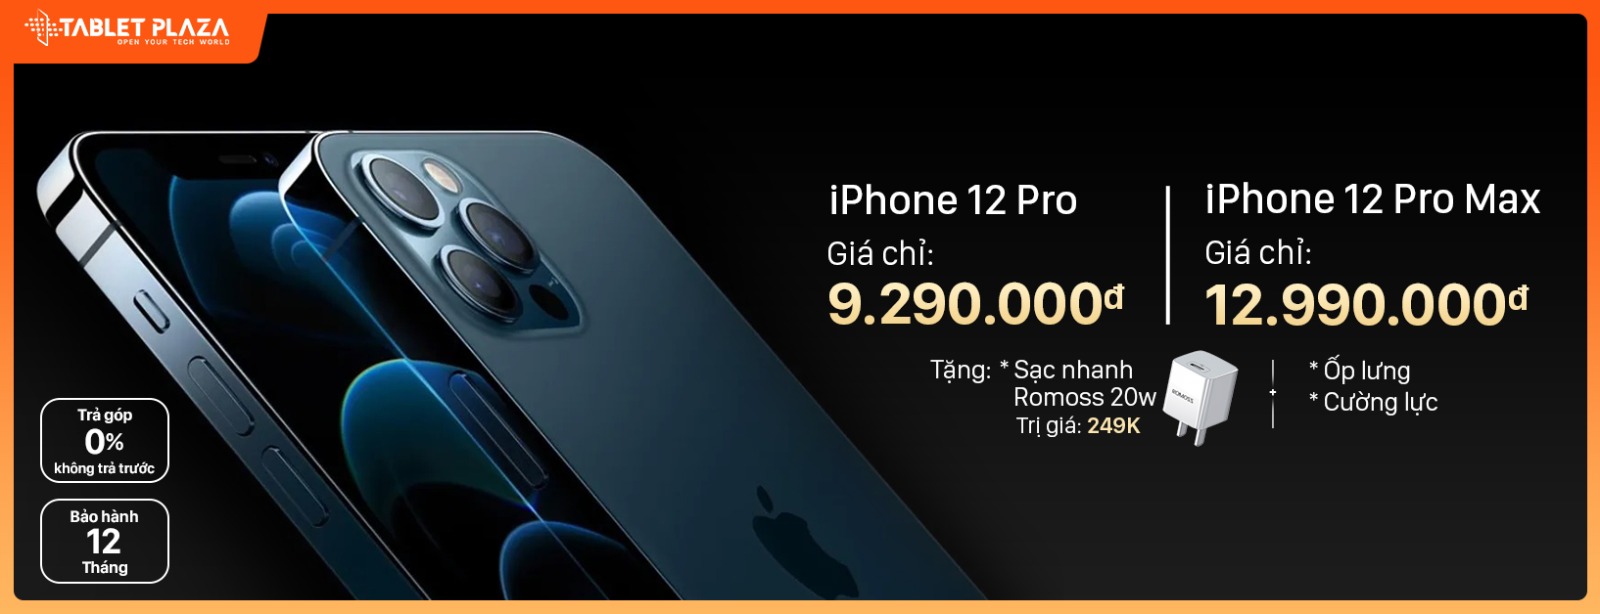 TABLET PLAZA
OPEN YOUR TECH WORLD
iPhone 12 Pro
Giá chỉ:
9.290.000đ
iPhone 12 Pro Max
Giá chỉ:
12.990.000đ
Tặng: * Sạc nhanh
Romoss 20w
Trị giá: 249K
ROMOSS
+
* Ốp lưng
* Cường lực
Trả góp
0%
không trả trước
Bảo hành
12
Tháng